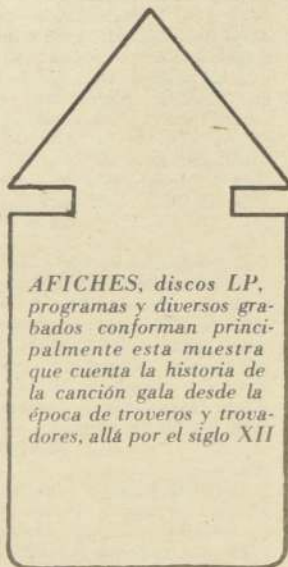 AFICHES, discos LP,
programas y diversos gra-
bados conforman princi-
palmente esta muestra
que cuenta la historia de
la canción gala desde la
época de troveros y trova-
dores, allá por el siglo XII